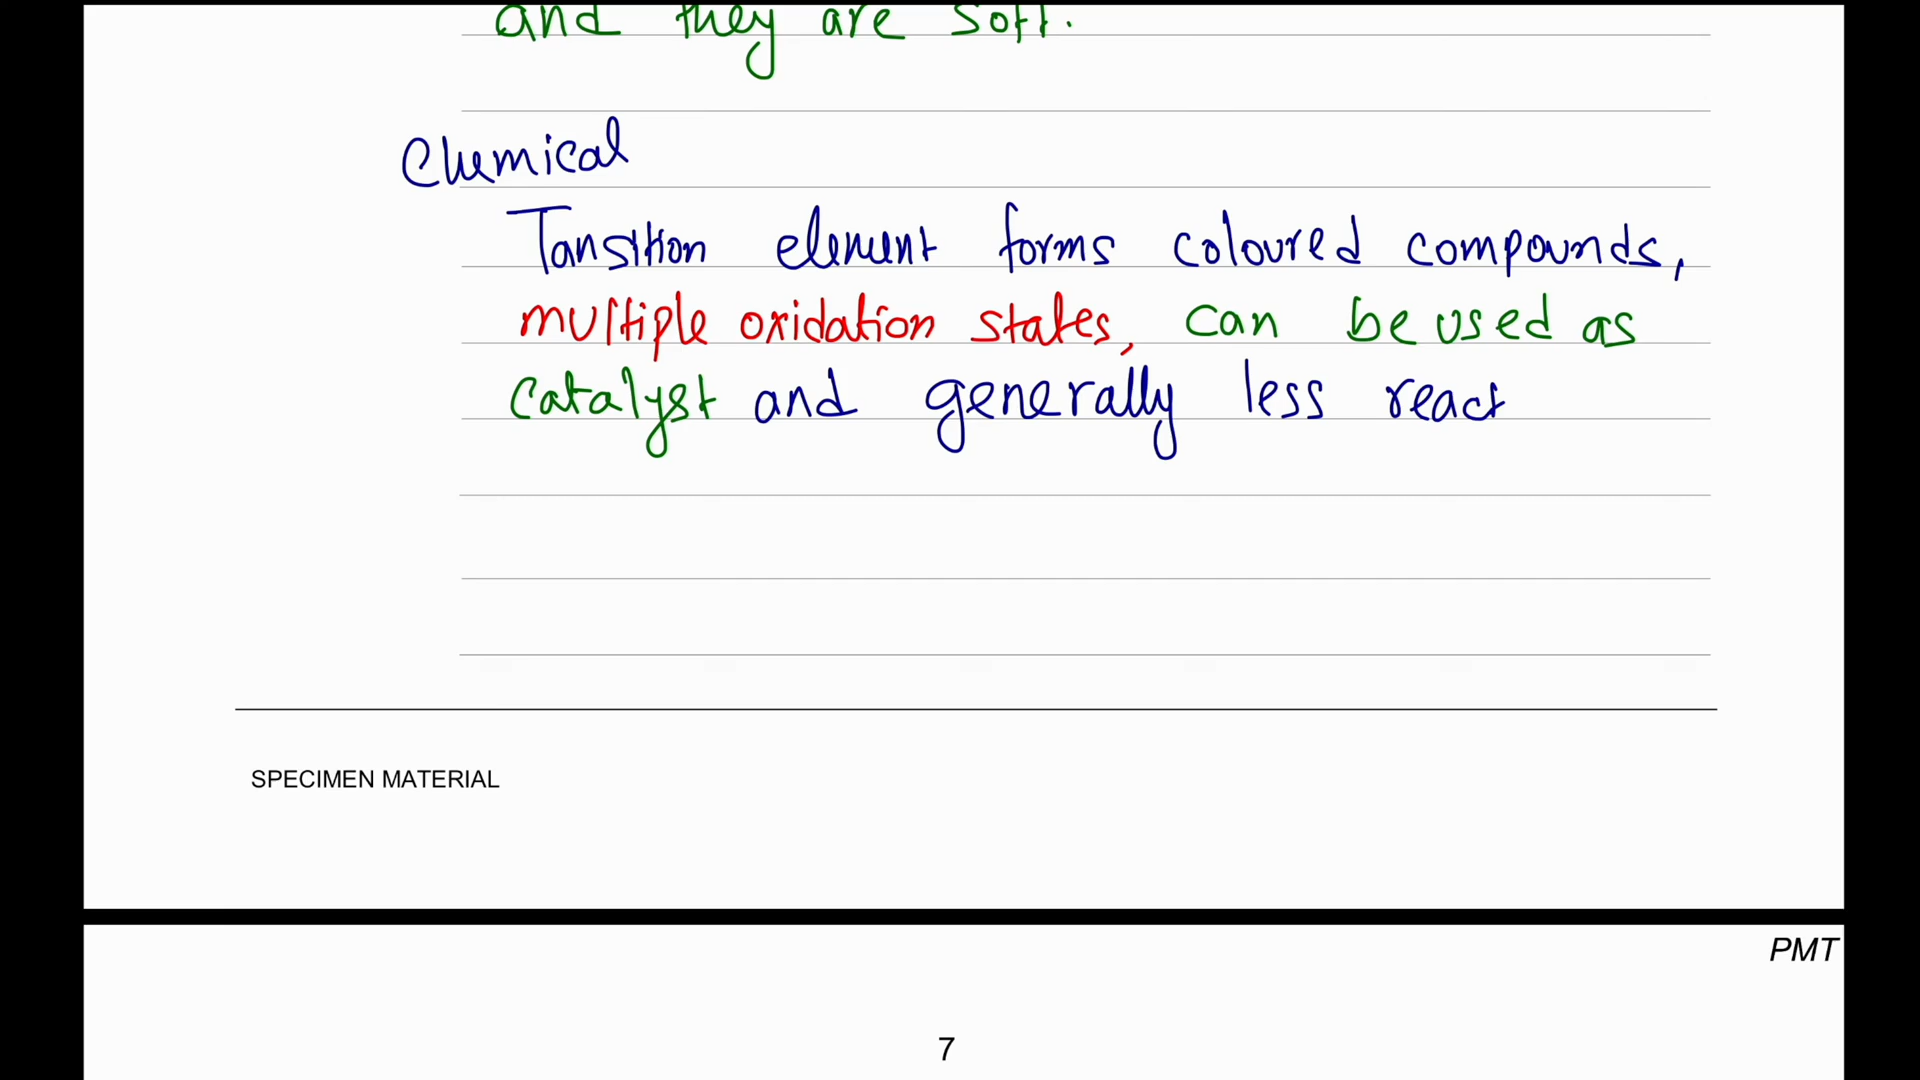 and they are soft.
Chemical
Tansition element forms coloured compounds,
multiple oxidation states, can be used as
catalyst and generally less react
SPECIMEN MATERIAL
PMT
7